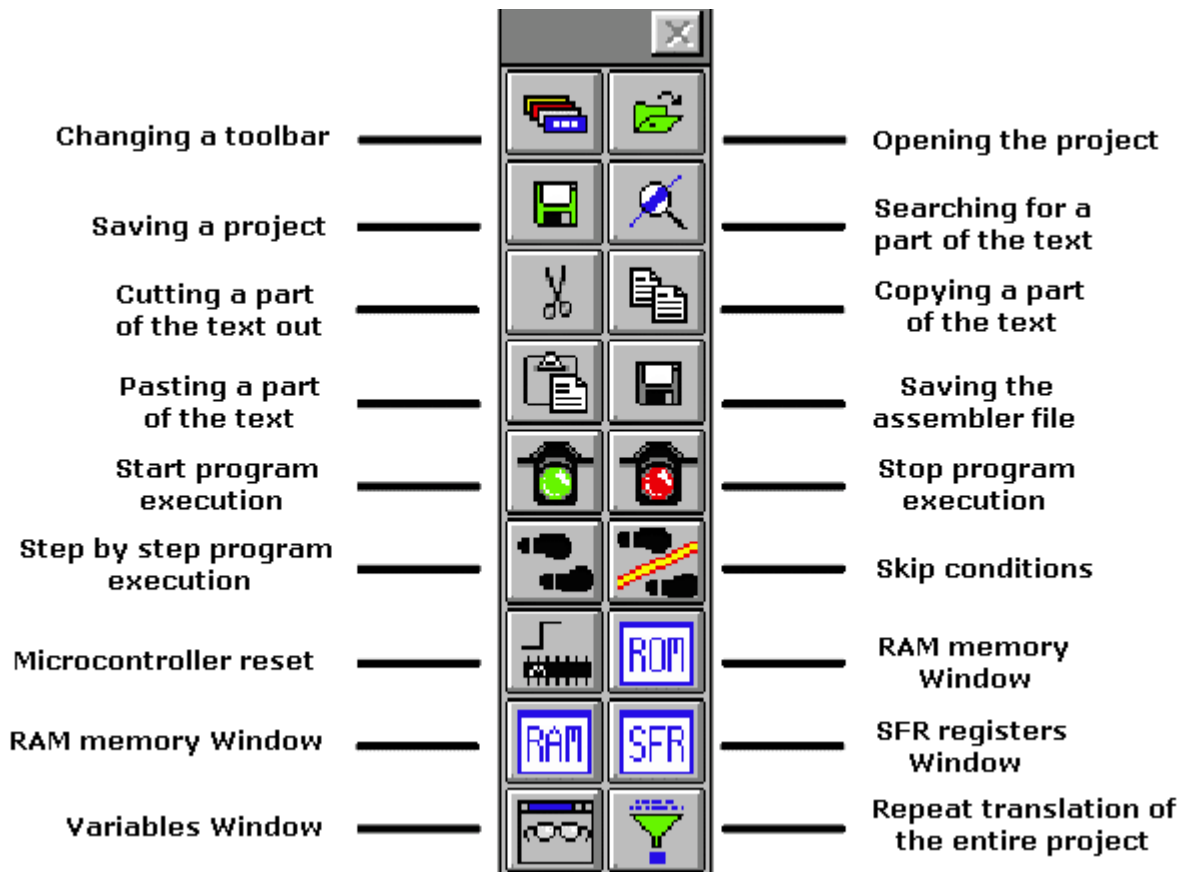 Changing a toolbar
Opening the project
Saving a project
Searching for a
part of the text
Cutting a part
of the text out
Copying a part
of the text
Pasting a part
of the text
Saving the
assembler file
Start program
execution
Stop program
execution
Step by step program
execution
Skip conditions
Microcontroller reset
ROM
RAM memory
Window
RAM memory Window
RAM
SFR
SFR registers
Window
Variables Window
Repeat translation of
the entire project